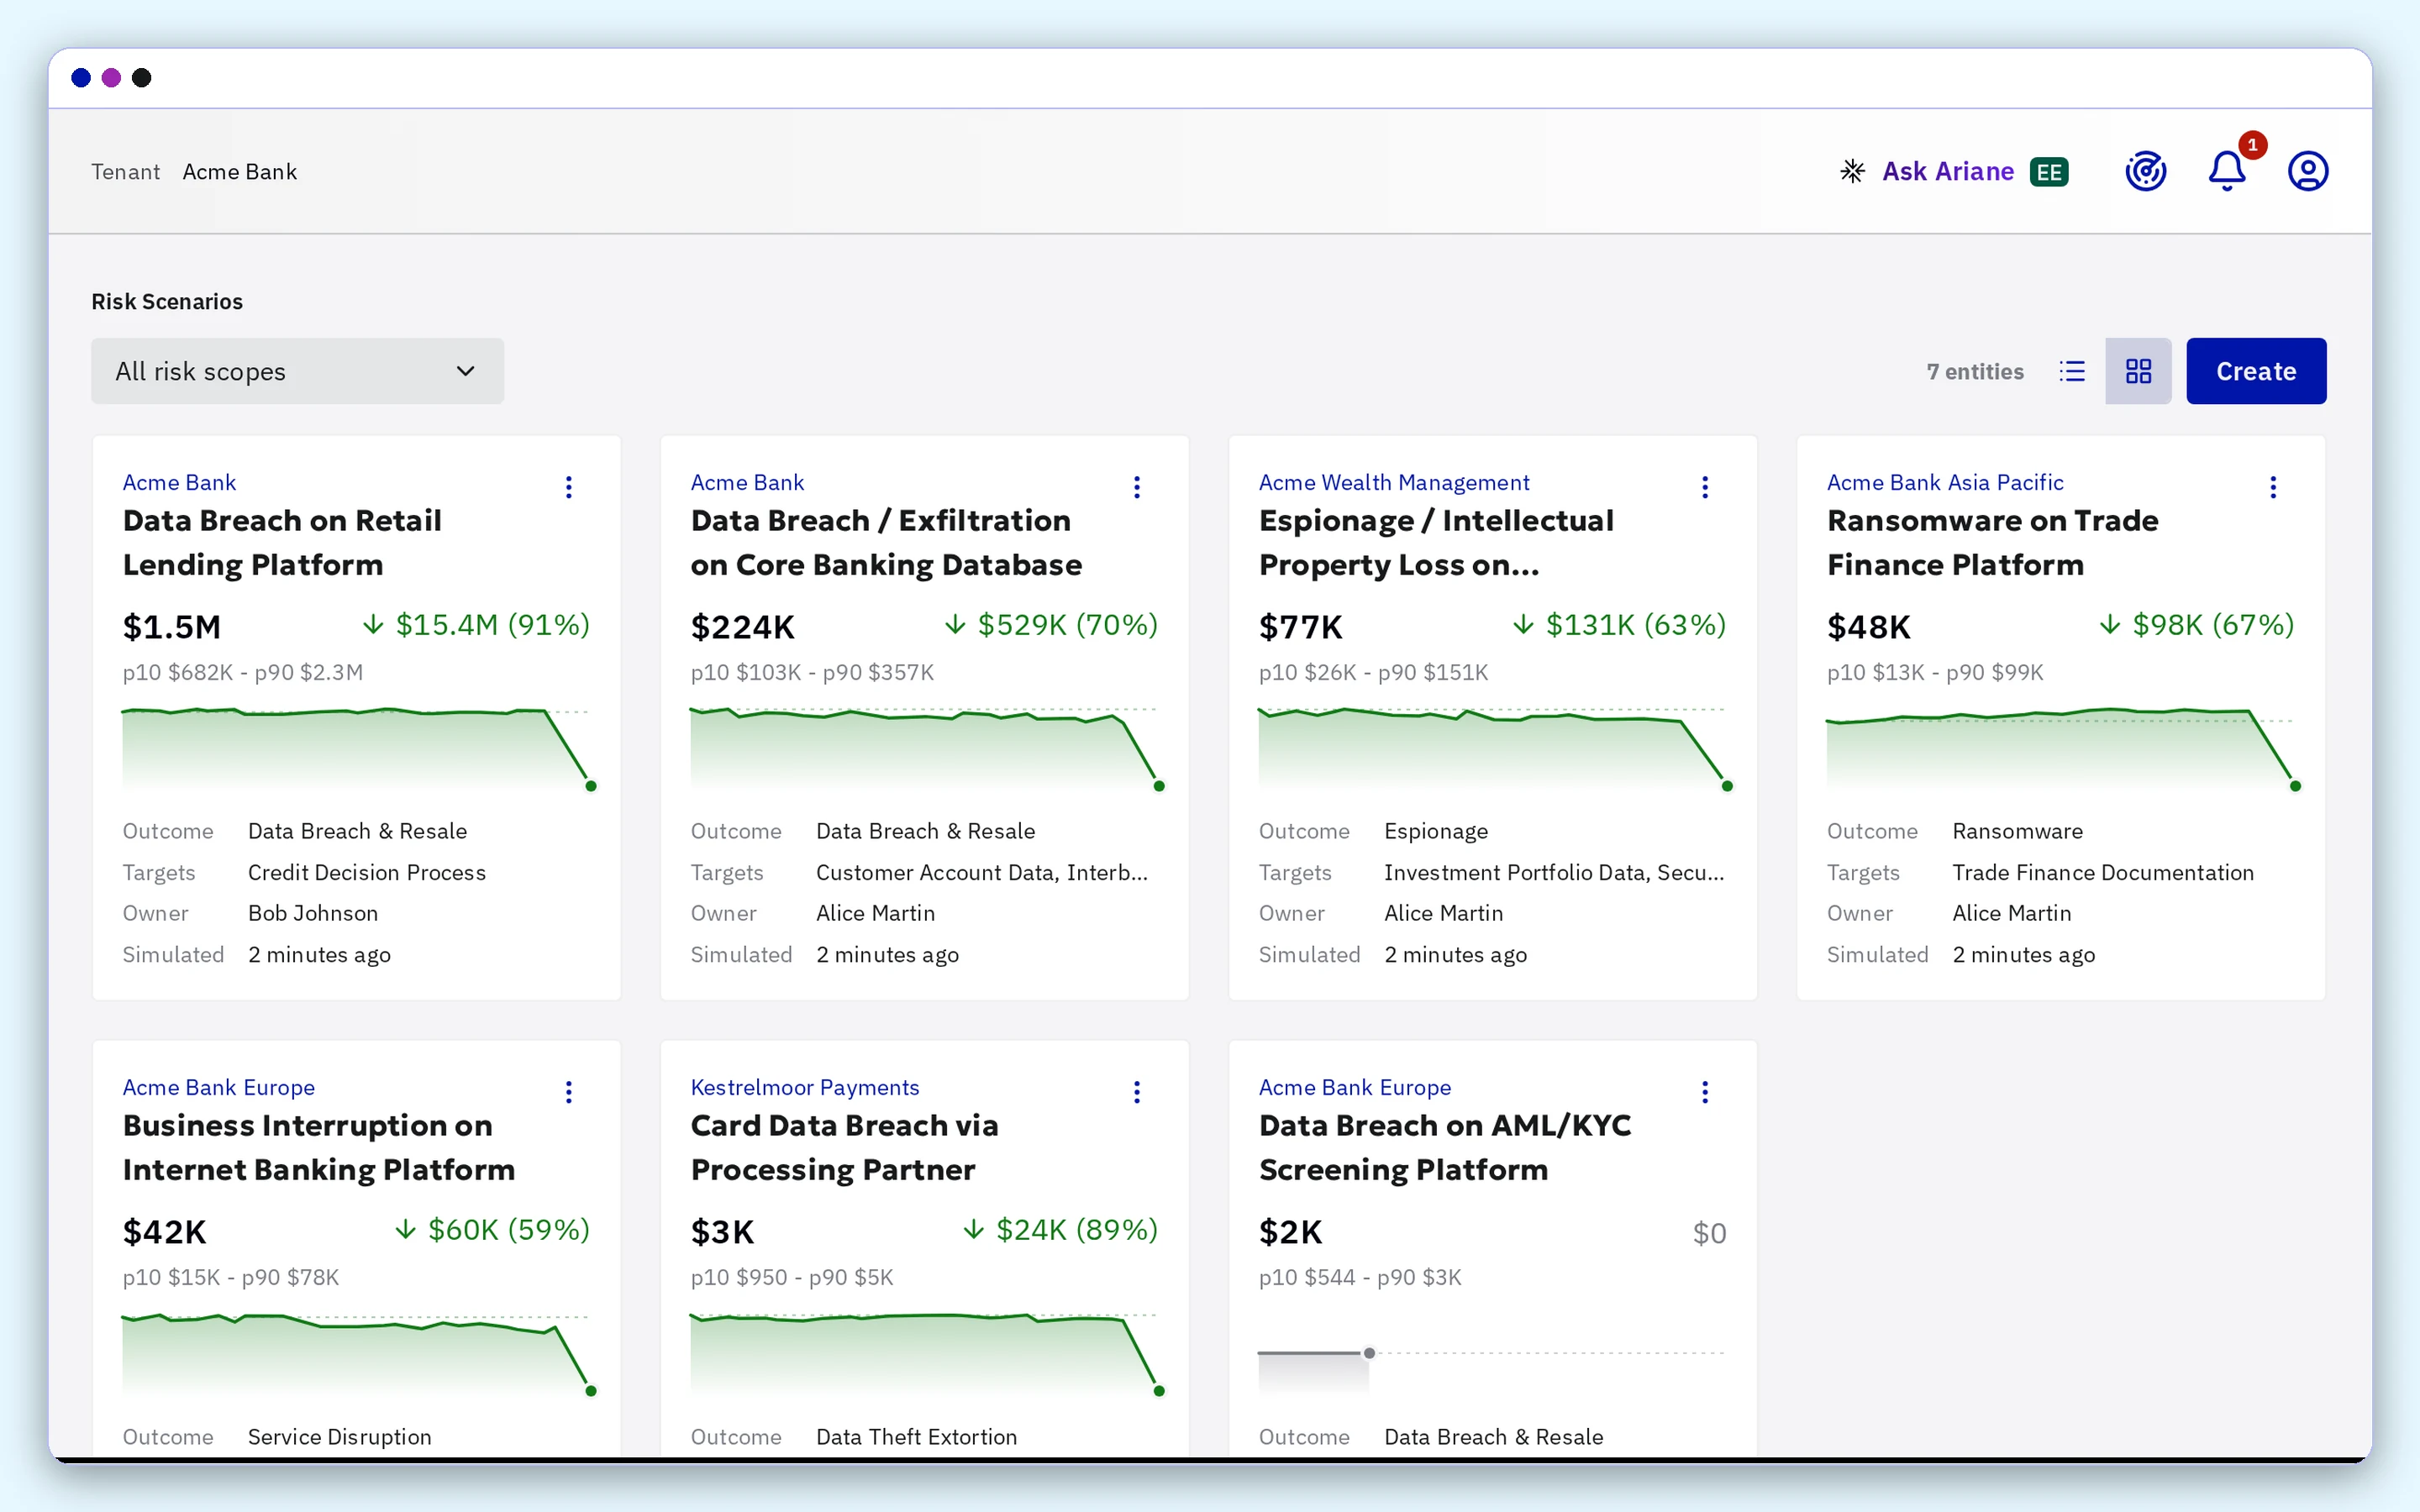 Tenant Acme Bank
Ask Ariane EE
1
Risk Scenarios
All risk scopes
7 entities
Create
Acme Bank
Data Breach on Retail
Lending Platform
$1.5M ↓ $15.4M (91%)
p10 $682K - p90 $2.3M
Outcome Data Breach & Resale
Targets Credit Decision Process
Owner Bob Johnson
Simulated 2 minutes ago
Acme Bank
Data Breach / Exfiltration
on Core Banking Database
$224K ↓ $529K (70%)
p10 $103K - p90 $357K
Outcome Data Breach & Resale
Targets Customer Account Data, Interb...
Owner Alice Martin
Simulated 2 minutes ago
Acme Wealth Management
Espionage / Intellectual
Property Loss on...
$77K ↓ $131K (63%)
p10 $26K - p90 $151K
Outcome Espionage
Targets Investment Portfolio Data, Secu...
Owner Alice Martin
Simulated 2 minutes ago
Acme Bank Asia Pacific
Ransomware on Trade
Finance Platform
$48K ↓ $98K (67%)
p10 $13K - p90 $99K
Outcome Ransomware
Targets Trade Finance Documentation
Owner Alice Martin
Simulated 2 minutes ago
Acme Bank Europe
Business Interruption on
Internet Banking Platform
$42K ↓ $60K (59%)
p10 $15K - p90 $78K
Outcome Service Disruption
Kestrelmoor Payments
Card Data Breach via
Processing Partner
$3K ↓ $24K (89%)
p10 $950 - p90 $5K
Outcome Data Theft Extortion
Acme Bank Europe
Data Breach on AML/KYC
Screening Platform
$2K $0
p10 $544 - p90 $3K
Outcome Data Breach & Resale